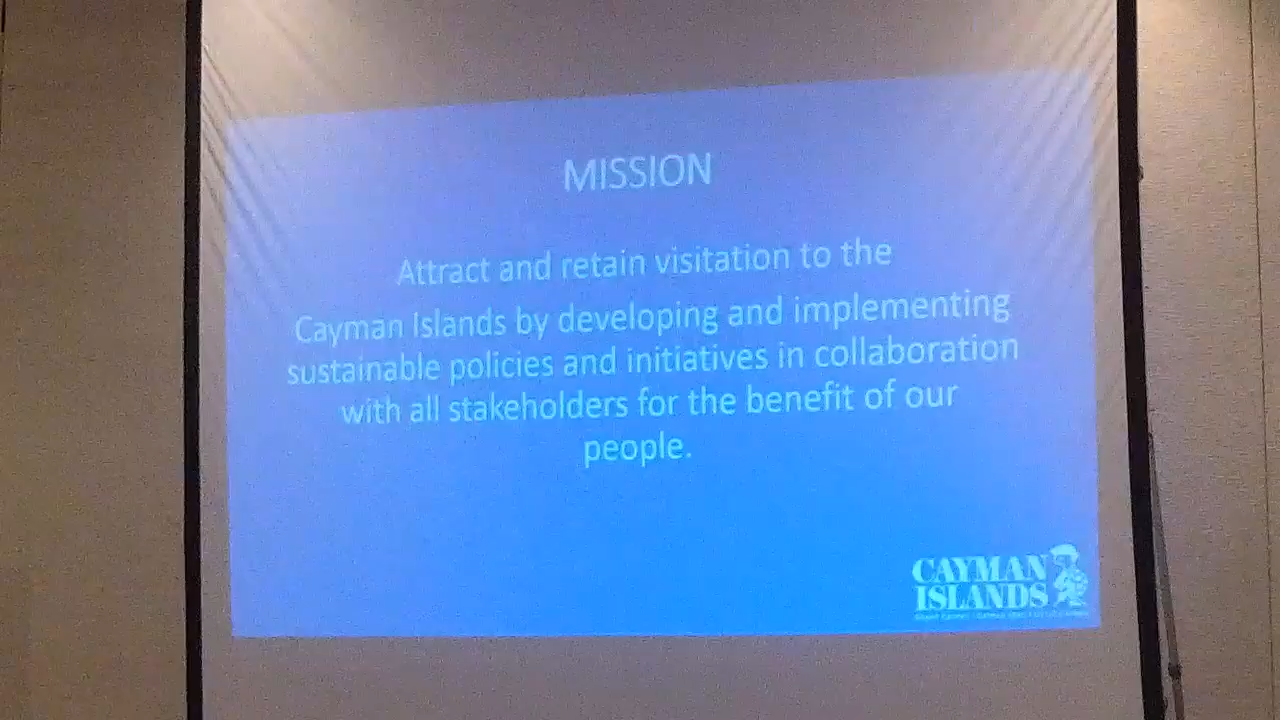 MISSION
Attract and retain visitation to the
Cayman Islands by developing and implementing
sustainable policies and initiatives in collaboration
with all stakeholders for the benefit of our
people.
CAYMAN
ISLANDS